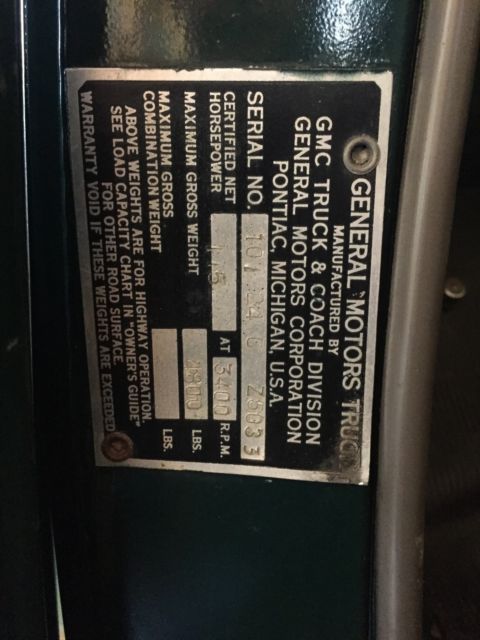 GENERAL MOTORS TRUCK
MANUFACTURED BY
GMC TRUCK & COACH DIVISION
GENERAL MOTORS CORPORATION
PONTIAC, MICHIGAN, U.S.A.
SERIAL NO. Z5033
CERTIFIED NET
HORSEPOWER AT 3400 R.P.M.
MAXIMUM GROSS WEIGHT LBS.
MAXIMUM GROSS
COMBINATION WEIGHT LBS.
ABOVE WEIGHTS ARE FOR HIGHWAY OPERATION.
SEE LOAD CAPACITY CHART IN "OWNER'S GUIDE"
FOR OTHER ROAD SURFACE.
WARRANTY VOID IF THESE WEIGHTS ARE EXCEEDED